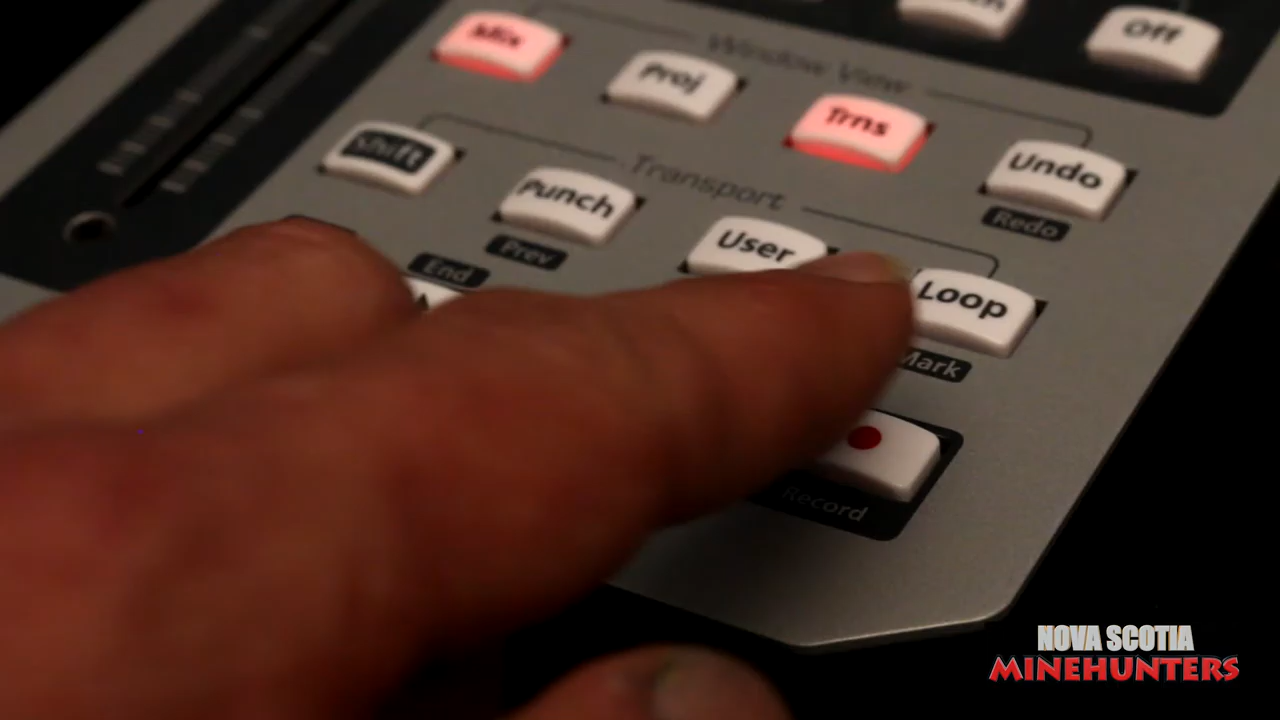 Off
Mix
Proj
Window View
Trns
Undo
Redo
Shift
Transport
Punch
Prev
User
Loop
Mark
End
Record
NOVA SCOTIA
MINEHUNTERS